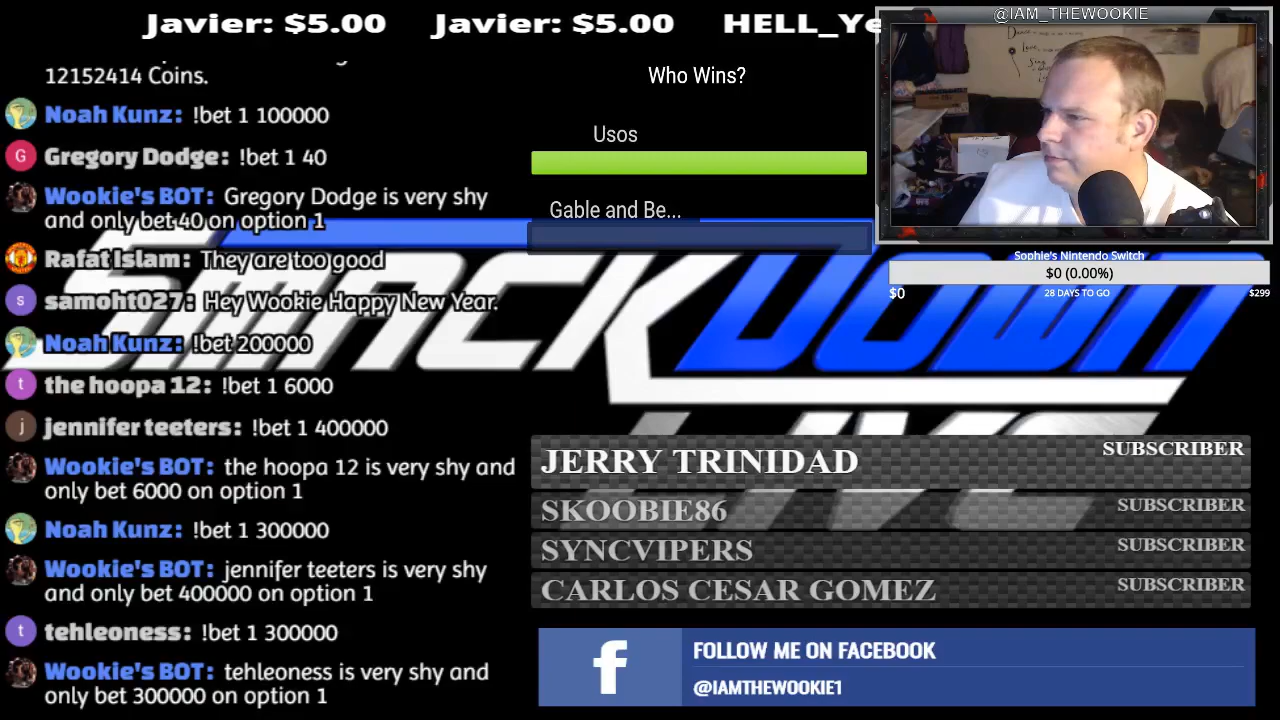 Javier: $5.00 Javier: $5.00 HELL_Ye
12152414 Coins.
Noah Kunz: !bet 1 100000
Gregory Dodge: !bet 1 40
Wookie's BOT: Gregory Dodge is very shy
and only bet 40 on option 1
Rafat Islam: They are too good
samoht027: Hey Wookie Happy New Year.
Noah Kunz: !bet 200000
the hoopa 12: !bet 1 6000
jennifer teeters: !bet 1 400000
Wookie's BOT: the hoopa 12 is very shy and
only bet 6000 on option 1
Noah Kunz: !bet 1 300000
Wookie's BOT: jennifer teeters is very shy
and only bet 400000 on option 1
tehleoness: !bet 1 300000
Wookie's BOT: tehleoness is very shy and
only bet 300000 on option 1
Who Wins?
Usos
Gable and Be...
@IAM_THEWOOKIE
Sophie's Nintendo Switch
$0 (0.00%)
$0 28 DAYS TO GO $299
SMACKDOWN
LIVE
JERRY TRINIDAD SUBSCRIBER
SKOOBIE86 SUBSCRIBER
SYNCVIPERS SUBSCRIBER
CARLOS CESAR GOMEZ SUBSCRIBER
f
FOLLOW ME ON FACEBOOK
@IAMTHEWOOKIE1